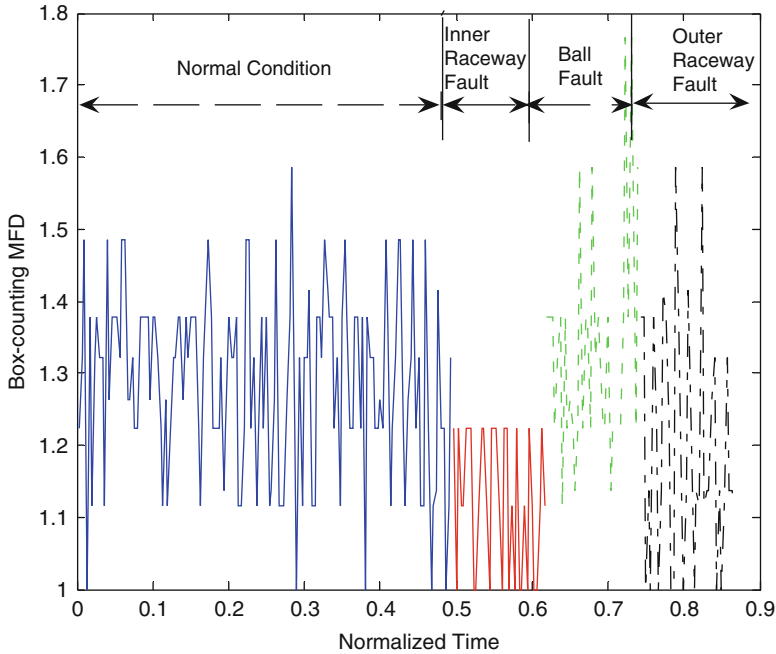 1.8
1.7
1.6
1.5
1.4
1.3
1.2
1.1
1
Box-counting MFD
Normal Condition
Inner
Raceway
Fault
Ball
Fault
Outer
Raceway
Fault
0
0.1
0.2
0.3
0.4
0.5
0.6
0.7
0.8
0.9
Normalized Time